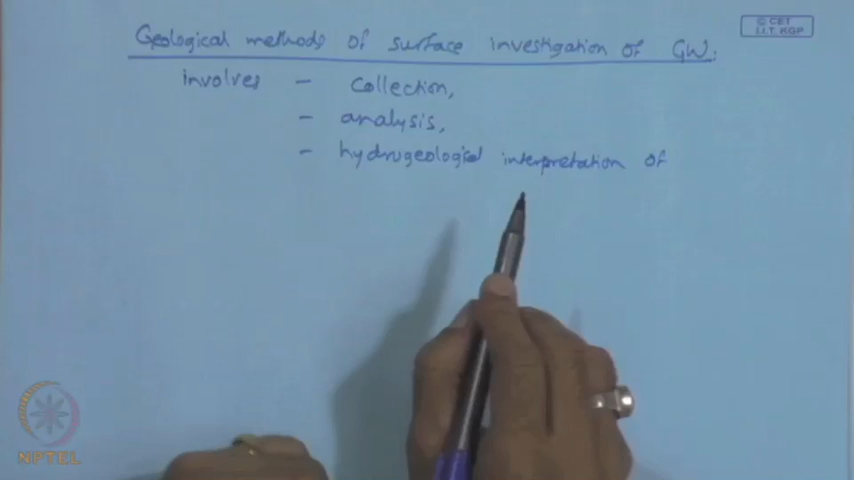 © CET
I.I.T. KGP
Geological methods of surface investigation of GW.
involves - Collection,
- analysis,
- hydrogeological interpretation of
NPTEL